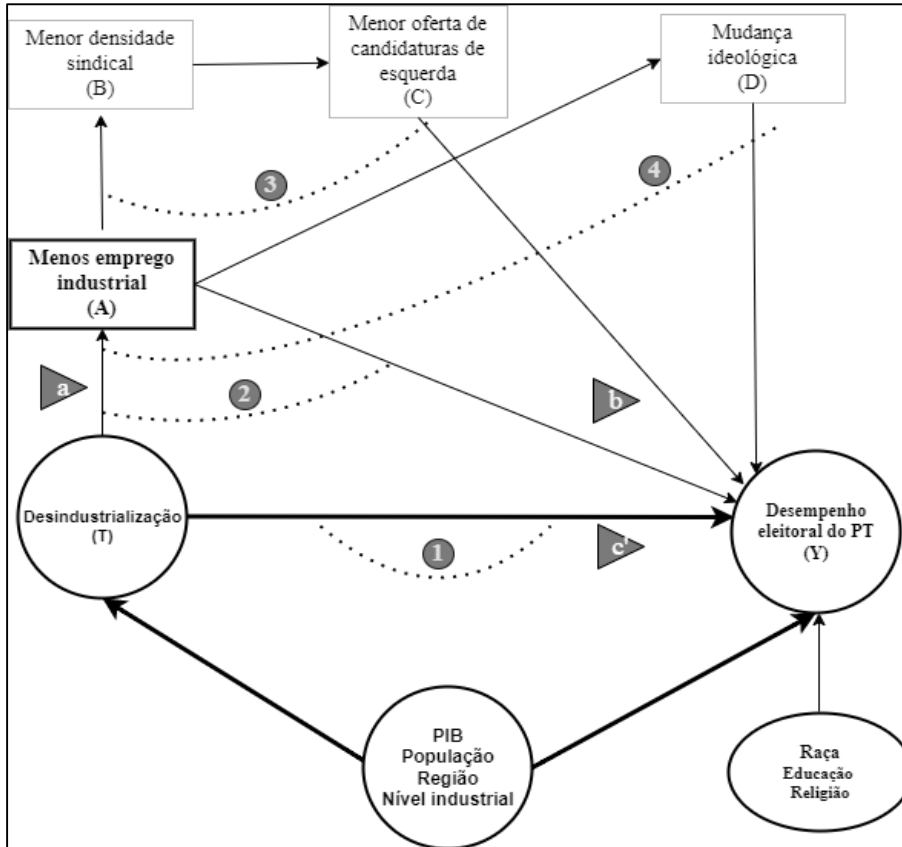 Menor densidade
sindical
(B)
Menor oferta de
candidaturas de
esquerda
(C)
Mudança
ideológica
(D)
3
4
Menos emprego
industrial
(A)
a
2
b
Desindustrialização
(T)
Desempenho
eleitoral do PT
(Y)
1
c'
PIB
População
Região
Nível industrial
Raça
Educação
Religião